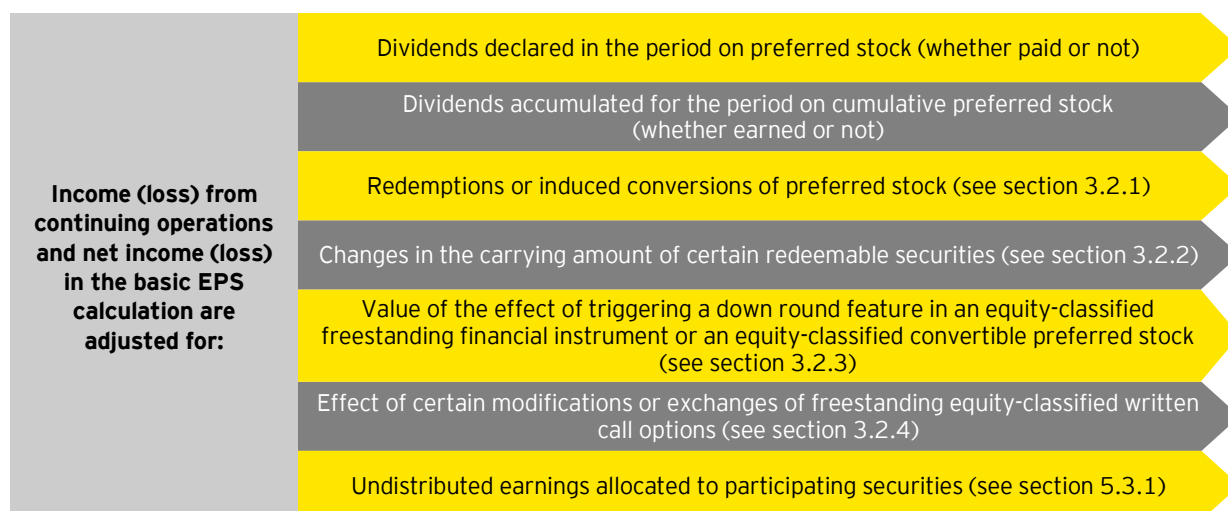 Income (loss) from
continuing operations
and net income (loss)
in the basic EPS
calculation are
adjusted for:
Dividends declared in the period on preferred stock (whether paid or not)
Dividends accumulated for the period on cumulative preferred stock
(whether earned or not)
Redemptions or induced conversions of preferred stock (see section 3.2.1)
Changes in the carrying amount of certain redeemable securities (see section 3.2.2)
Value of the effect of triggering a down round feature in an equity-classified
freestanding financial instrument or an equity-classified convertible preferred stock
(see section 3.2.3)
Effect of certain modifications or exchanges of freestanding equity-classified written
call options (see section 3.2.4)
Undistributed earnings allocated to participating securities (see section 5.3.1)